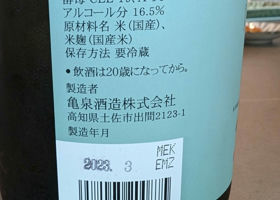 酵母 CEL
アルコール分 16.5%
原材料名 米(国産)、
米麹(国産米)
保存方法 要冷蔵
●飲酒は20歳になってから。
製造者
亀泉酒造株式会社
高知県土佐市出間2123-1
製造年月
2023. 3
MEK
EMZ